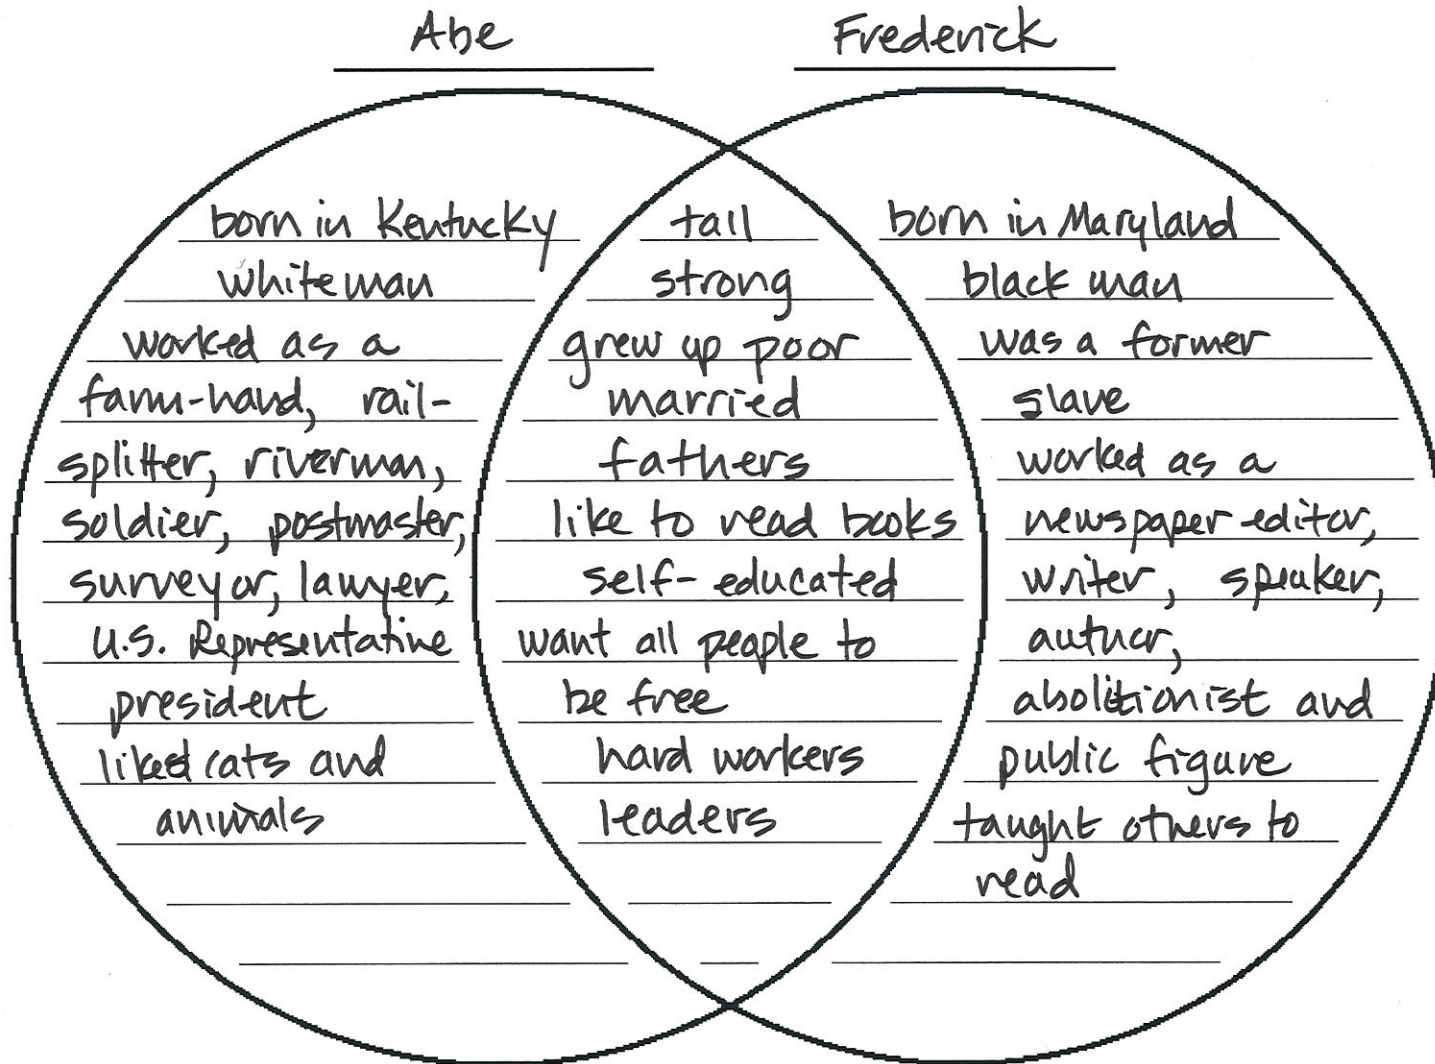 Abe
Frederick
born in Kentucky
white man
worked as a
farm-hand, rail-
splitter, riverman,
soldier, postmaster,
surveyor, lawyer,
U.S. Representative
president
liked cats and
animals
tall
strong
grew up poor
married
fathers
like to read books
self-educated
want all people to
be free
hard workers
leaders
born in Maryland
black man
was a former
slave
worked as a
newspaper editor,
writer, speaker,
author,
abolitionist and
public figure
taught others to
read